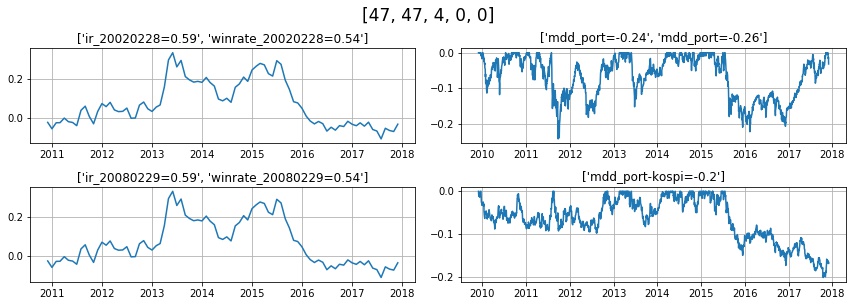 [47, 47, 4, 0, 0]
['ir_20020228=0.59', 'winrate_20020228=0.54']
0.2
0.0
2011 2012 2013 2014 2015 2016 2017 2018
['mdd_port=-0.24', 'mdd_port=-0.26']
0.0
−0.1
−0.2
2010 2011 2012 2013 2014 2015 2016 2017 2018
['ir_20080229=0.59', 'winrate_20080229=0.54']
0.2
0.0
2011 2012 2013 2014 2015 2016 2017 2018
['mdd_port-kospi=-0.2']
0.0
−0.1
−0.2
2010 2011 2012 2013 2014 2015 2016 2017 2018